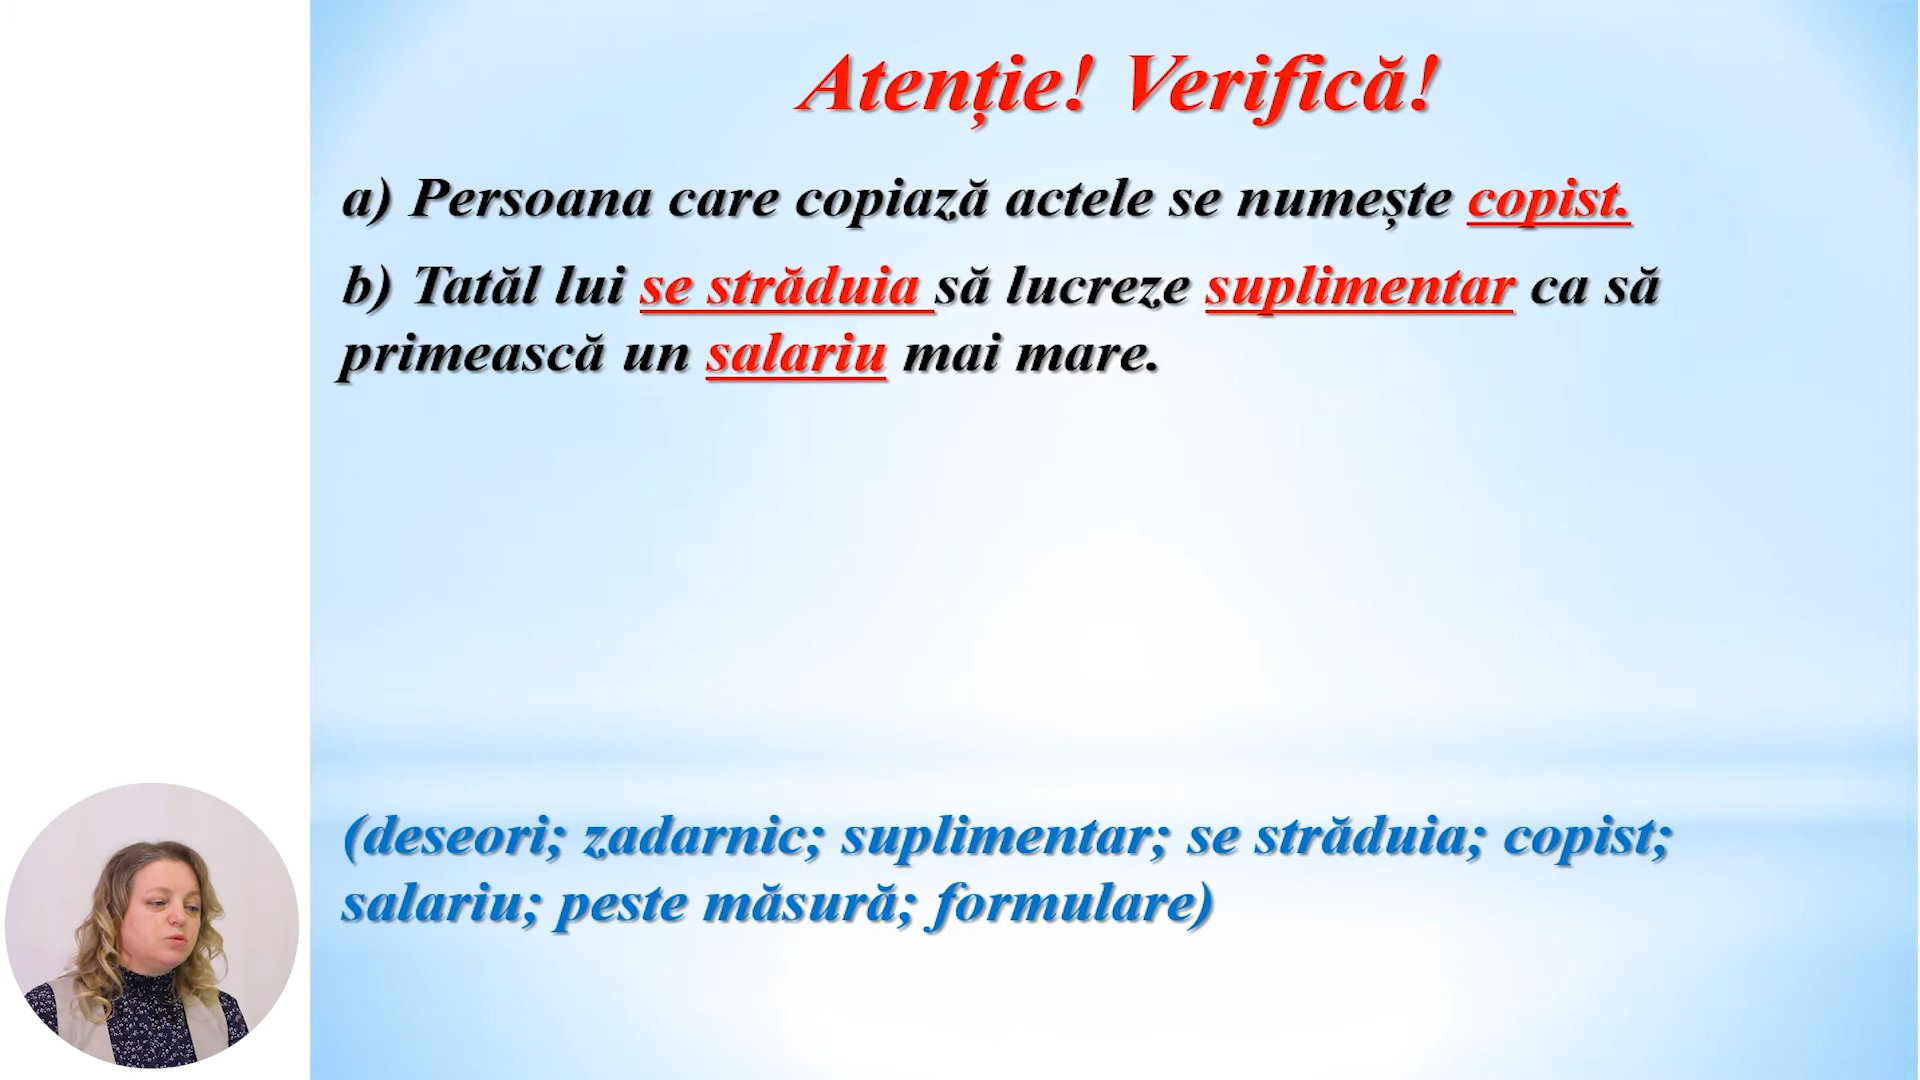 Atenție! Verifică!
a) Persoana care copiază actele se numește copist.
b) Tatăl lui se străduia să lucreze suplimentar ca să
primească un salariu mai mare.
(deseori; zadarnic; suplimentar; se străduia; copist;
salariu; peste măsură; formulare)